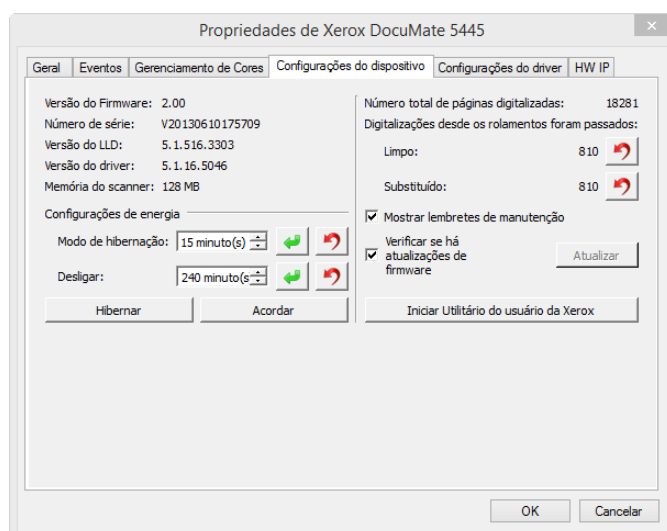 Propriedades de Xerox DocuMate 5445
Geral Eventos Gerenciamento de Cores Configurações do dispositivo Configurações do driver HW IP
Versão do Firmware: 2.00
Número de série: V20130610175709
Versão do LLD: 5.1.516.3303
Versão do driver: 5.1.16.5046
Memória do scanner: 128 MB
Configurações de energia
Modo de hibernação: 15 minuto(s)
Desligar: 240 minuto(s
Hibernar Acordar
Número total de páginas digitalizadas: 18281
Digitalizações desde os rolamentos foram passados:
Limpo: 810
Substituído: 810
Mostrar lembretes de manutenção
Verificar se há
atualizações de
firmware
Atualizar
Iniciar Utilitário do usuário da Xerox
OK Cancelar